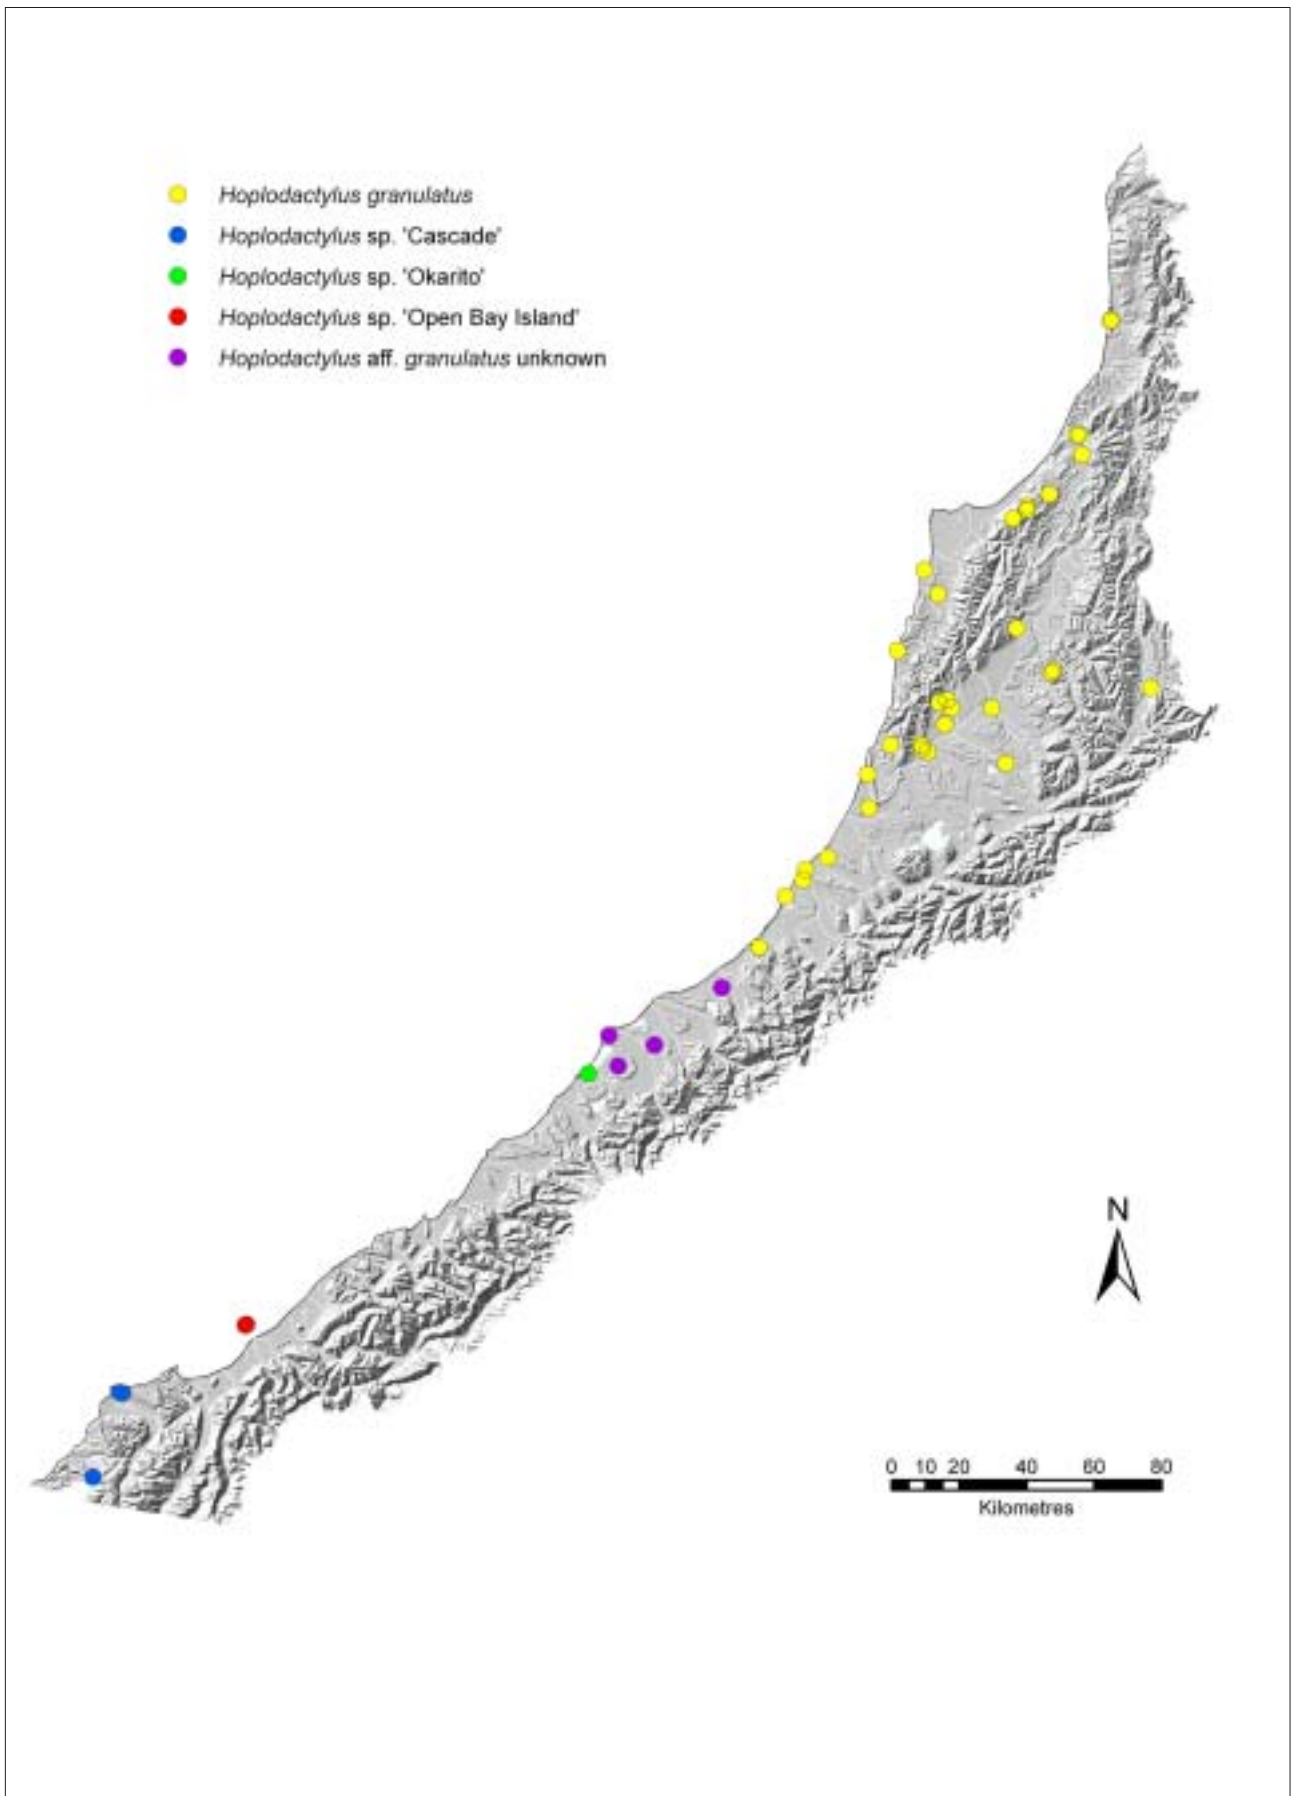 Hoplodactylus granulatus
Hoplodactylus sp. 'Cascade'
Hoplodactylus sp. 'Okarito'
Hoplodactylus sp. 'Open Bay Island'
Hoplodactylus aff. granulatus unknown
N
0 10 20 40 60 80
Kilometres